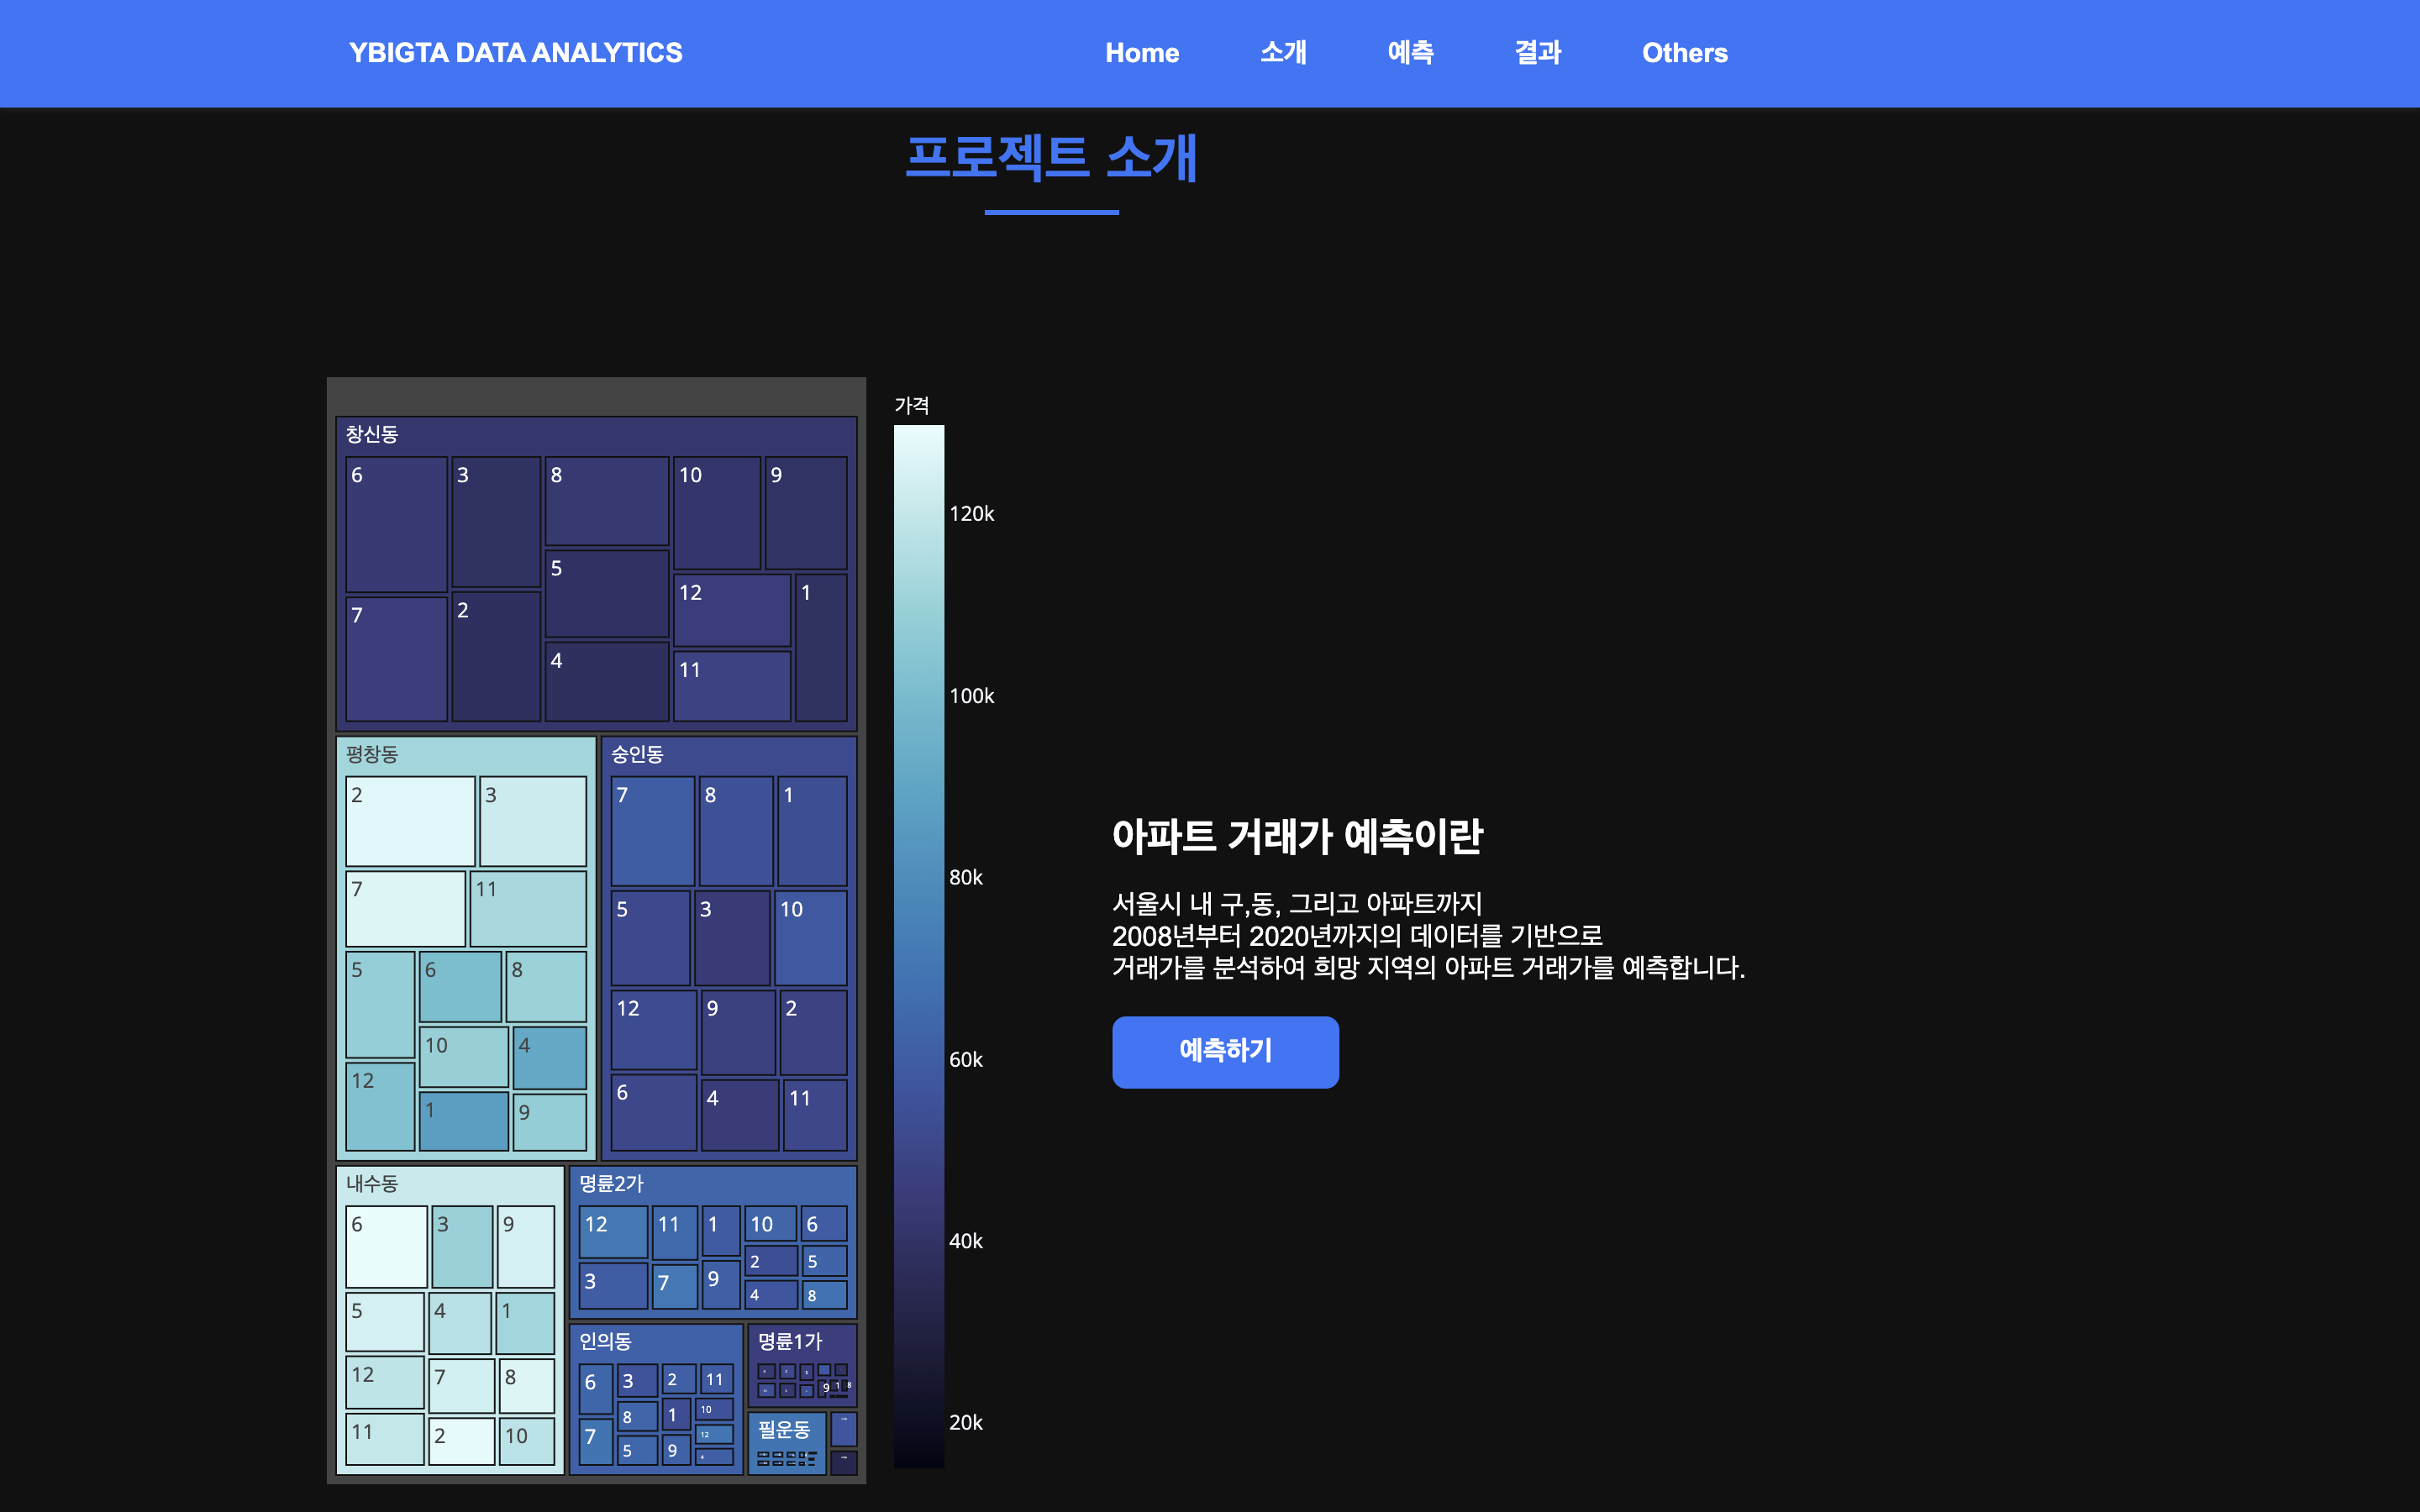 YBIGTA DATA ANALYTICS
Home 소개 예측 결과 Others
프로젝트 소개
창신동
6 3 8 10 9
5
12 1
7 2
4 11
평창동
2 3
7 11
5 6 8
10 4
12
1 9
숭인동
7 8 1
5 3 10
12 9 2
6 4 11
내수동
6 3 9
5 4 1
12 7 8
11 2 10
명륜2가
12 11 1 10 6
2 5
3 7 9
4 8
인의동
6 3 2 11
8 1 10
7 12
5 9
4
명륜1가
9 1 8
필운동
가격
120k
100k
80k
60k
40k
20k
아파트 거래가 예측이란
서울시 내 구,동, 그리고 아파트까지
2008년부터 2020년까지의 데이터를 기반으로
거래가를 분석하여 희망 지역의 아파트 거래가를 예측합니다.
예측하기